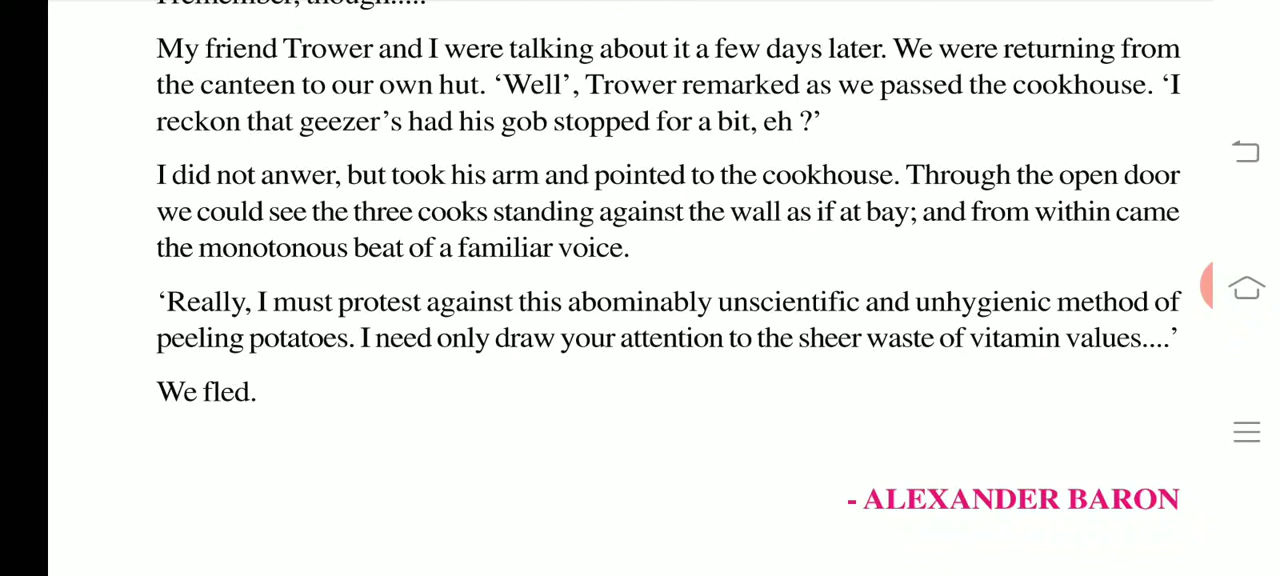 My friend Trower and I were talking about it a few days later. We were returning from
the canteen to our own hut. ‘Well’, Trower remarked as we passed the cookhouse. ‘I
reckon that geezer’s had his gob stopped for a bit, eh ?’
I did not anwer, but took his arm and pointed to the cookhouse. Through the open door
we could see the three cooks standing against the wall as if at bay; and from within came
the monotonous beat of a familiar voice.
‘Really, I must protest against this abominably unscientific and unhygienic method of
peeling potatoes. I need only draw your attention to the sheer waste of vitamin values....’
We fled.
- ALEXANDER BARON